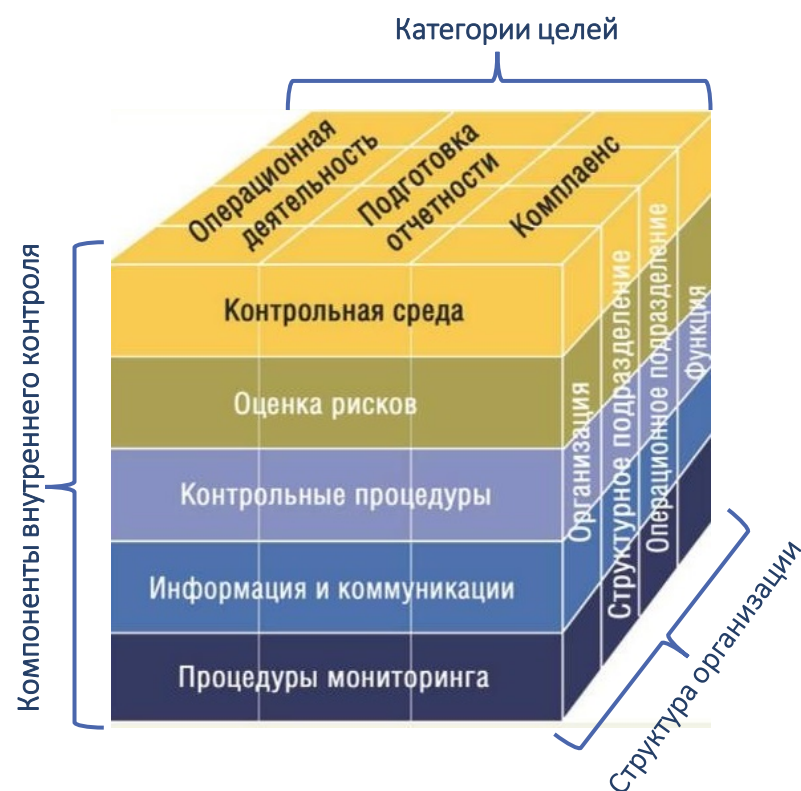 Категории целей
Операционная
деятельность
Подготовка
отчетности
Комплаенс
Компоненты внутреннего контроля
Контрольная среда
Оценка рисков
Контрольные процедуры
Информация и коммуникации
Процедуры мониторинга
Организация
Структурное подразделение
Операционное подразделение
Функция
Структура организации